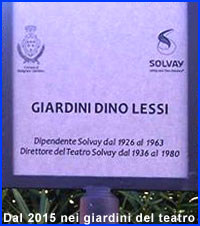 SOLVAY
GIARDINI DINO LESSI
Dipendente Solvay dal 1926 al 1963
Direttore del Teatro Solvay dal 1936 al 1980
Dal 2015 nei giardini del teatro